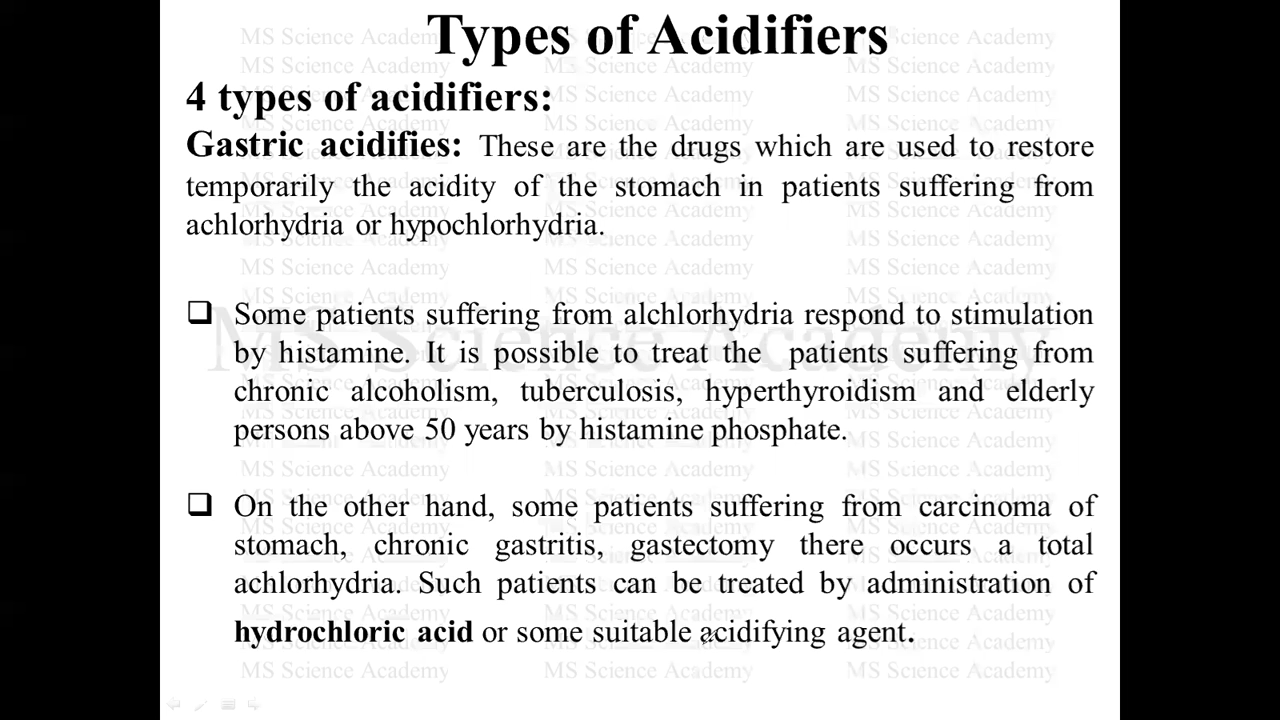 Types of Acidifiers
4 types of acidifiers:
Gastric acidifies: These are the drugs which are used to restore
temporarily the acidity of the stomach in patients suffering from
achlorhydria or hypochlorhydria.
Some patients suffering from alchlorhydria respond to stimulation
by histamine. It is possible to treat the patients suffering from
chronic alcoholism, tuberculosis, hyperthyroidism and elderly
persons above 50 years by histamine phosphate.
On the other hand, some patients suffering from carcinoma of
stomach, chronic gastritis, gastectomy there occurs a total
achlorhydria. Such patients can be treated by administration of
hydrochloric acid or some suitable acidifying agent.
MS Science Academy